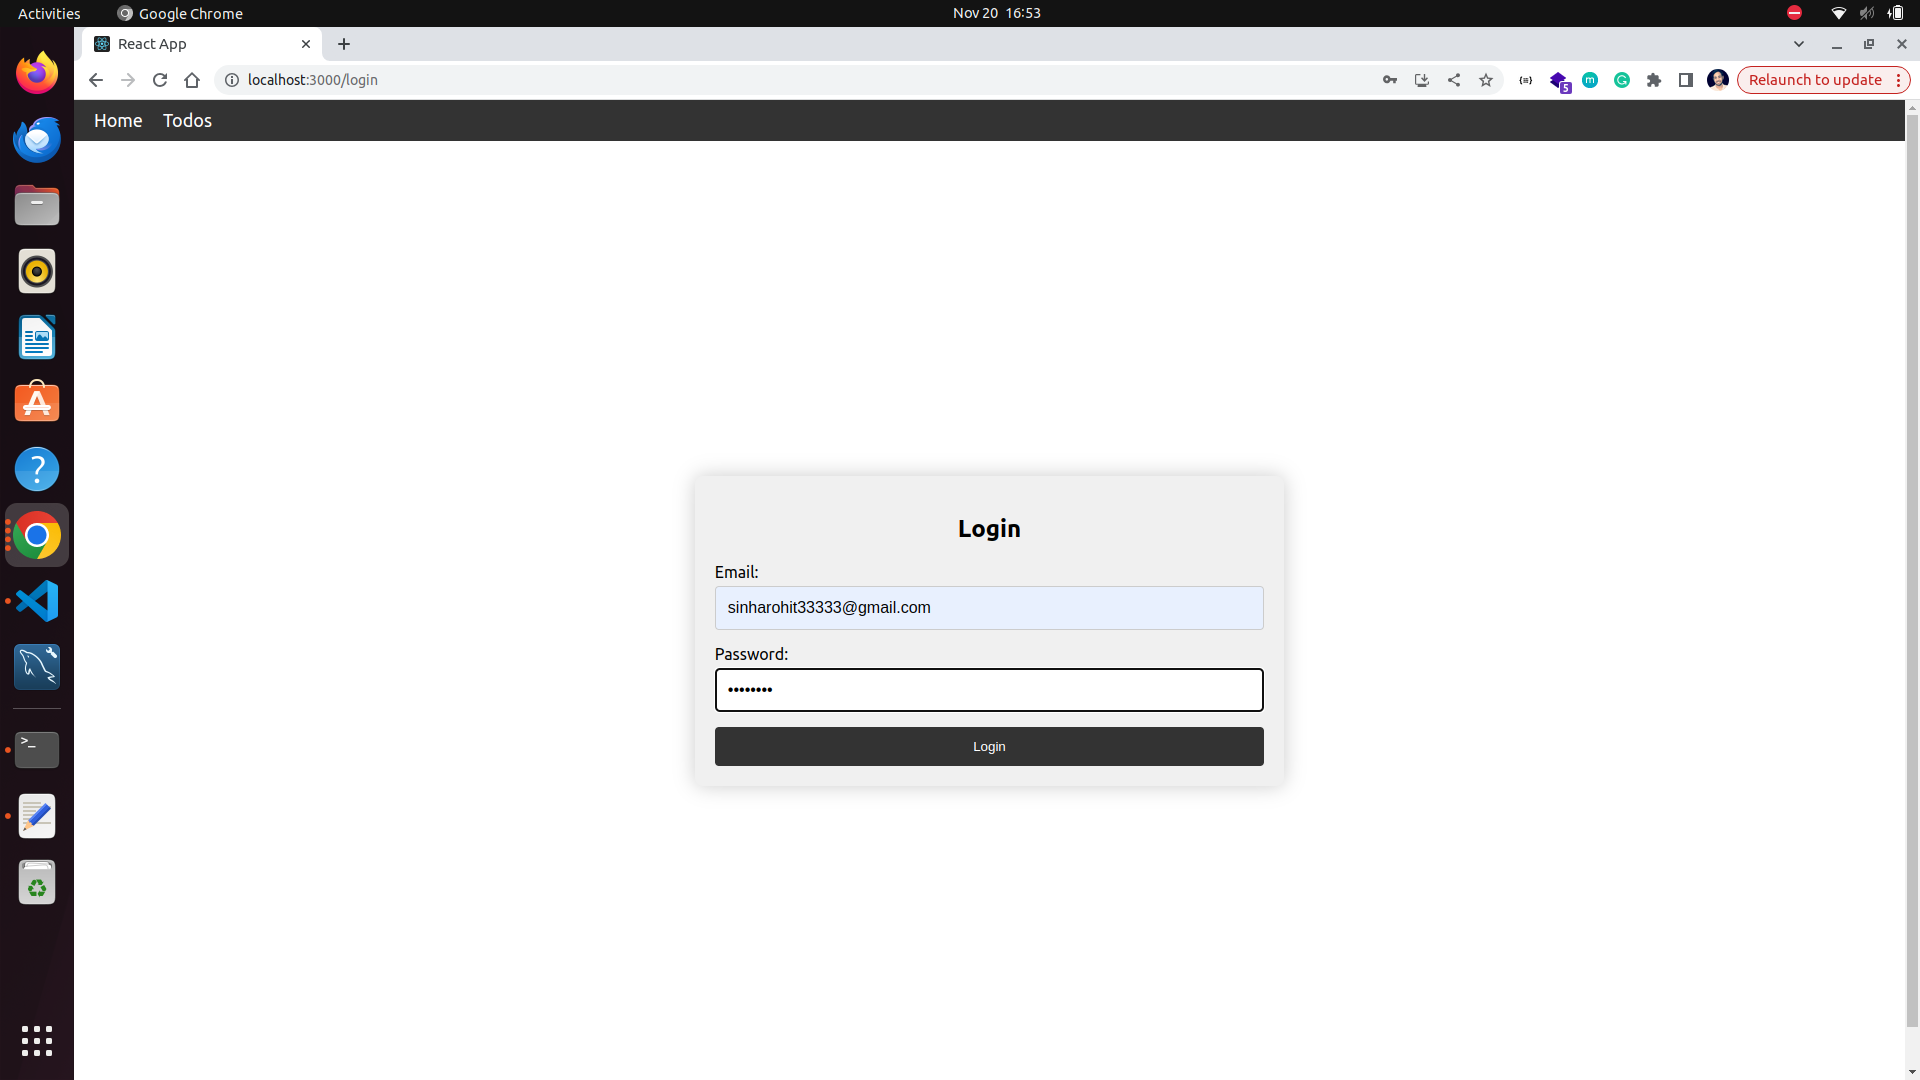 Activities Google Chrome Nov 20 16:53
React App
localhost:3000/login 5 m Relaunch to update
Home Todos
Login
Email:
sinharohit33333@gmail.com
Password:
••••••••
Login